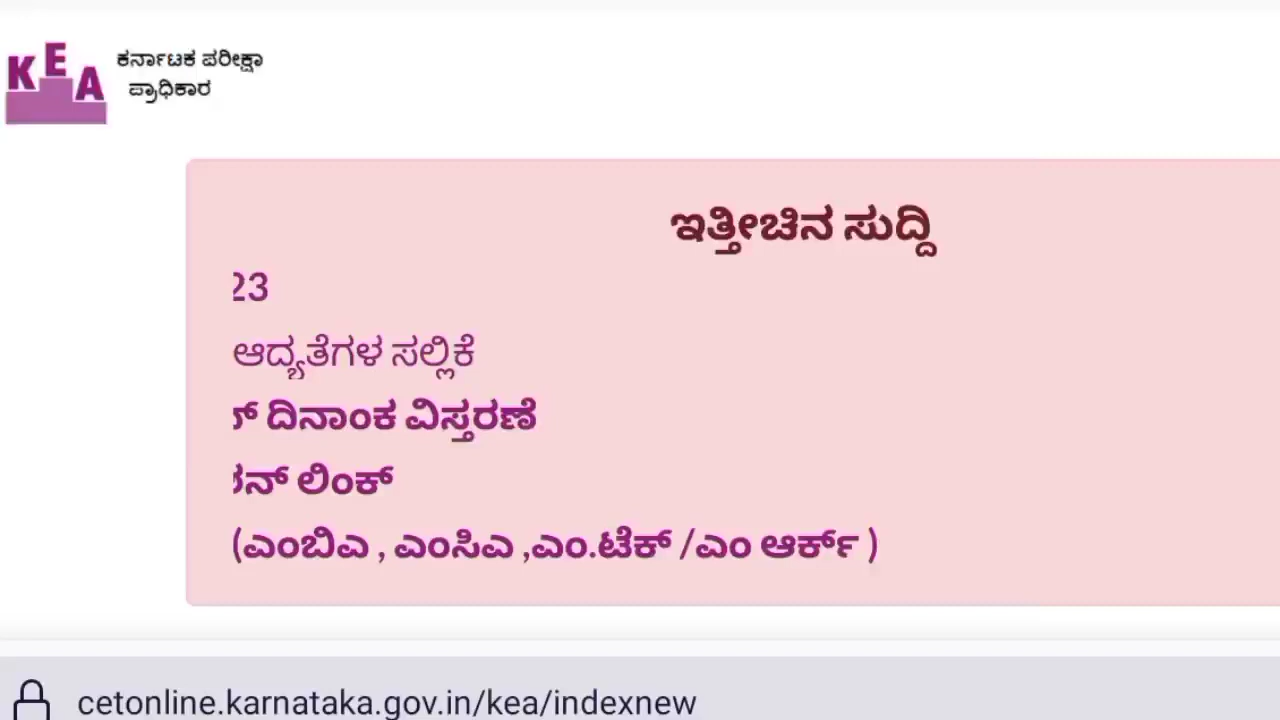 KEA
ಕರ್ನಾಟಕ ಪರೀಕ್ಷಾ
ಪ್ರಾಧಿಕಾರ
ಇತ್ತೀಚಿನ ಸುದ್ದಿ
23
ಆದ್ಯತೆಗಳ ಸಲ್ಲಿಕೆ
ದಿನಾಂಕ ವಿಸ್ತರಣೆ
ಲಿಂಕ್
(ಎಂಬಿಎ , ಎಂಸಿಎ ,ಎಂ.ಟೆಕ್ /ಎಂ ಆರ್ಕ್ )
cetonline.karnataka.gov.in/kea/indexnew